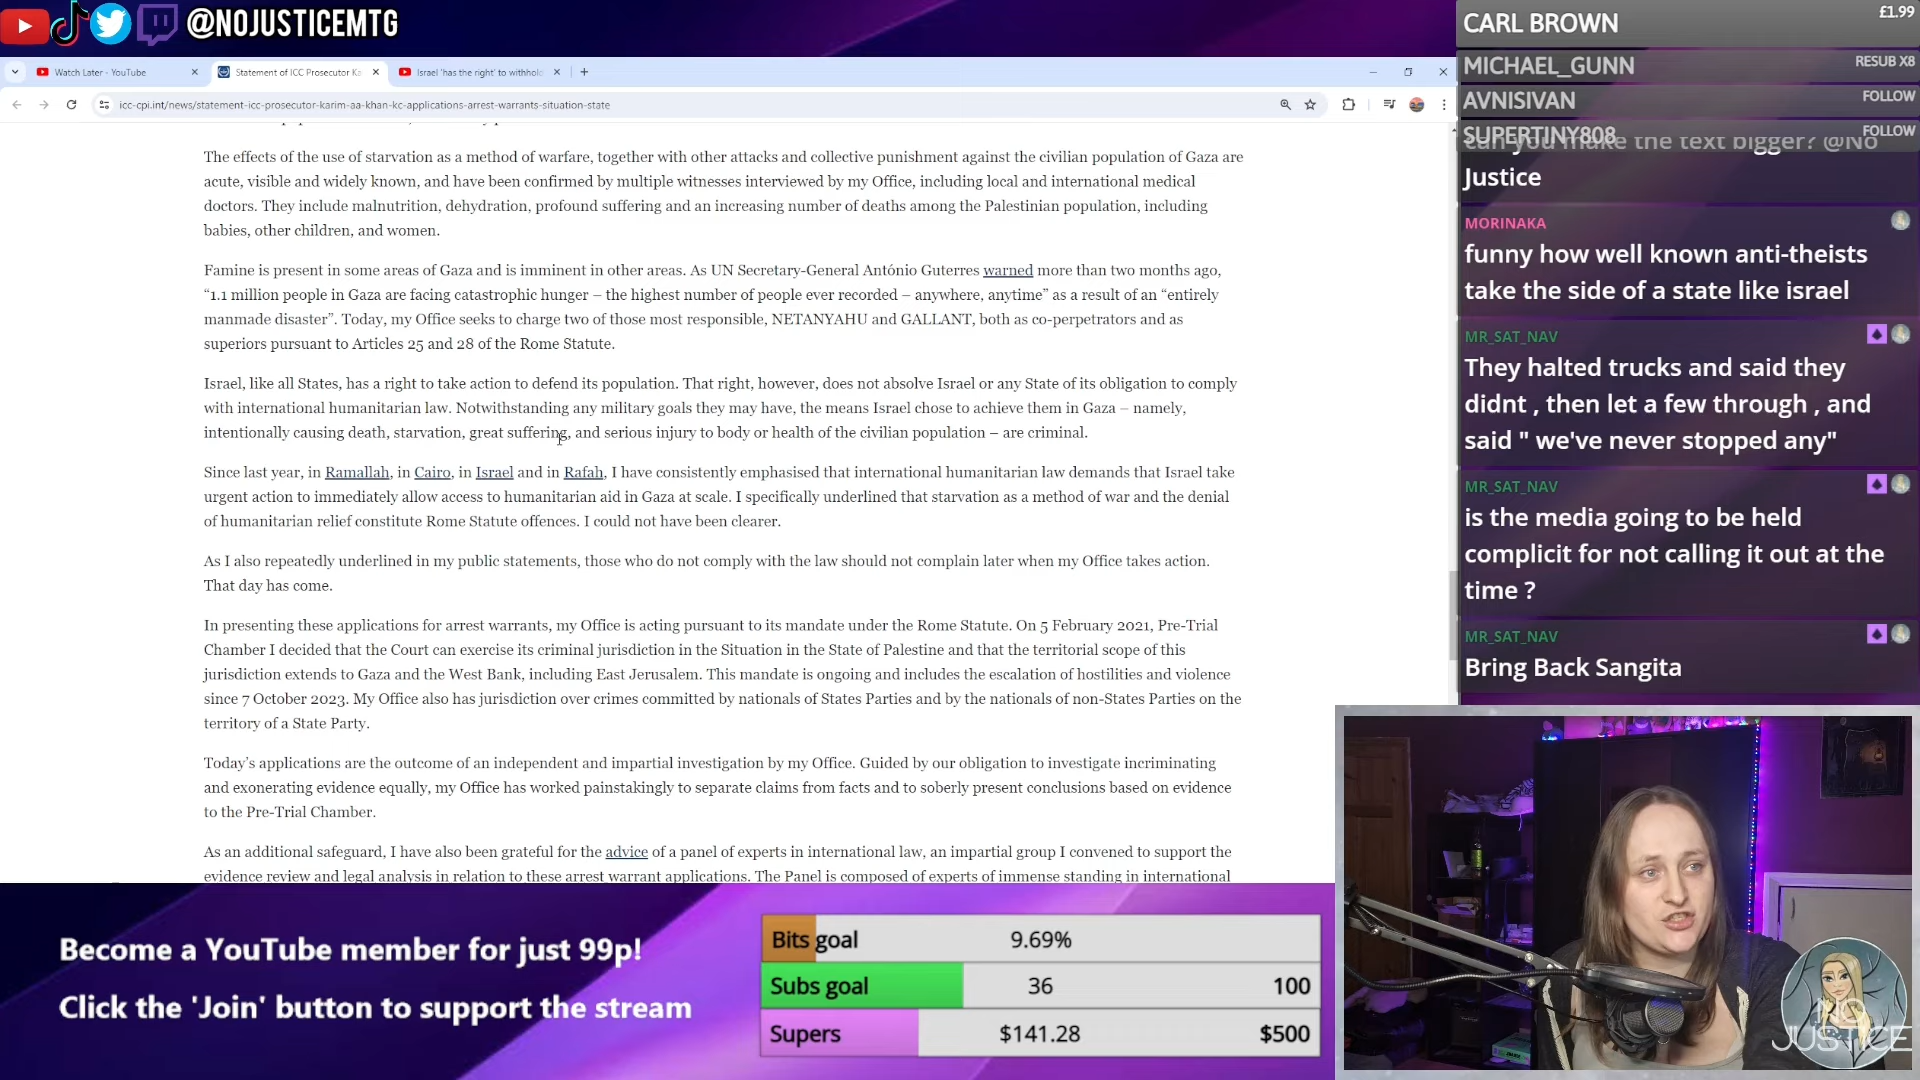 @NOJUSTICEMTG
Watch Later - YouTube
Statement of ICC Prosecutor Ka
Israel 'has the right' to withhol
icc-cpi.int/news/statement-icc-prosecutor-karim-aa-khan-kc-applications-arrest-warrants-situation-state
The effects of the use of starvation as a method of warfare, together with other attacks and collective punishment against the civilian population of Gaza are
acute, visible and widely known, and have been confirmed by multiple witnesses interviewed by my Office, including local and international medical
doctors. They include malnutrition, dehydration, profound suffering and an increasing number of deaths among the Palestinian population, including
babies, other children, and women.
Famine is present in some areas of Gaza and is imminent in other areas. As UN Secretary-General António Guterres warned more than two months ago,
“1.1 million people in Gaza are facing catastrophic hunger – the highest number of people ever recorded – anywhere, anytime” as a result of an “entirely
manmade disaster”. Today, my Office seeks to charge two of those most responsible, NETANYAHU and GALLANT, both as co-perpetrators and as
superiors pursuant to Articles 25 and 28 of the Rome Statute.
Israel, like all States, has a right to take action to defend its population. That right, however, does not absolve Israel or any State of its obligation to comply
with international humanitarian law. Notwithstanding any military goals they may have, the means Israel chose to achieve them in Gaza – namely,
intentionally causing death, starvation, great suffering, and serious injury to body or health of the civilian population – are criminal.
Since last year, in Ramallah, in Cairo, in Israel and in Rafah, I have consistently emphasised that international humanitarian law demands that Israel take
urgent action to immediately allow access to humanitarian aid in Gaza at scale. I specifically underlined that starvation as a method of war and the denial
of humanitarian relief constitute Rome Statute offences. I could not have been clearer.
As I also repeatedly underlined in my public statements, those who do not comply with the law should not complain later when my Office takes action.
That day has come.
In presenting these applications for arrest warrants, my Office is acting pursuant to its mandate under the Rome Statute. On 5 February 2021, Pre-Trial
Chamber I decided that the Court can exercise its criminal jurisdiction in the Situation in the State of Palestine and that the territorial scope of this
jurisdiction extends to Gaza and the West Bank, including East Jerusalem. This mandate is ongoing and includes the escalation of hostilities and violence
since 7 October 2023. My Office also has jurisdiction over crimes committed by nationals of States Parties and by the nationals of non-States Parties on the
territory of a State Party.
Today’s applications are the outcome of an independent and impartial investigation by my Office. Guided by our obligation to investigate incriminating
and exonerating evidence equally, my Office has worked painstakingly to separate claims from facts and to soberly present conclusions based on evidence
to the Pre-Trial Chamber.
As an additional safeguard, I have also been grateful for the advice of a panel of experts in international law, an impartial group I convened to support the
evidence review and legal analysis in relation to these arrest warrant applications. The Panel is composed of experts of immense standing in international
CARL BROWN £1.99
MICHAEL_GUNN RESUB X8
AVNISIVAN FOLLOW
SUPERTINY808 FOLLOW
can you make the text bigger? @No
Justice
MORINAKA
funny how well known anti-theists
take the side of a state like israel
MR_SAT_NAV
They halted trucks and said they
didnt , then let a few through , and
said " we've never stopped any"
MR_SAT_NAV
is the media going to be held
complicit for not calling it out at the
time ?
MR_SAT_NAV
Bring Back Sangita
Become a YouTube member for just 99p!
Click the 'Join' button to support the stream
Bits goal 9.69%
Subs goal 36 100
Supers $141.28 $500
NO
JUSTICE